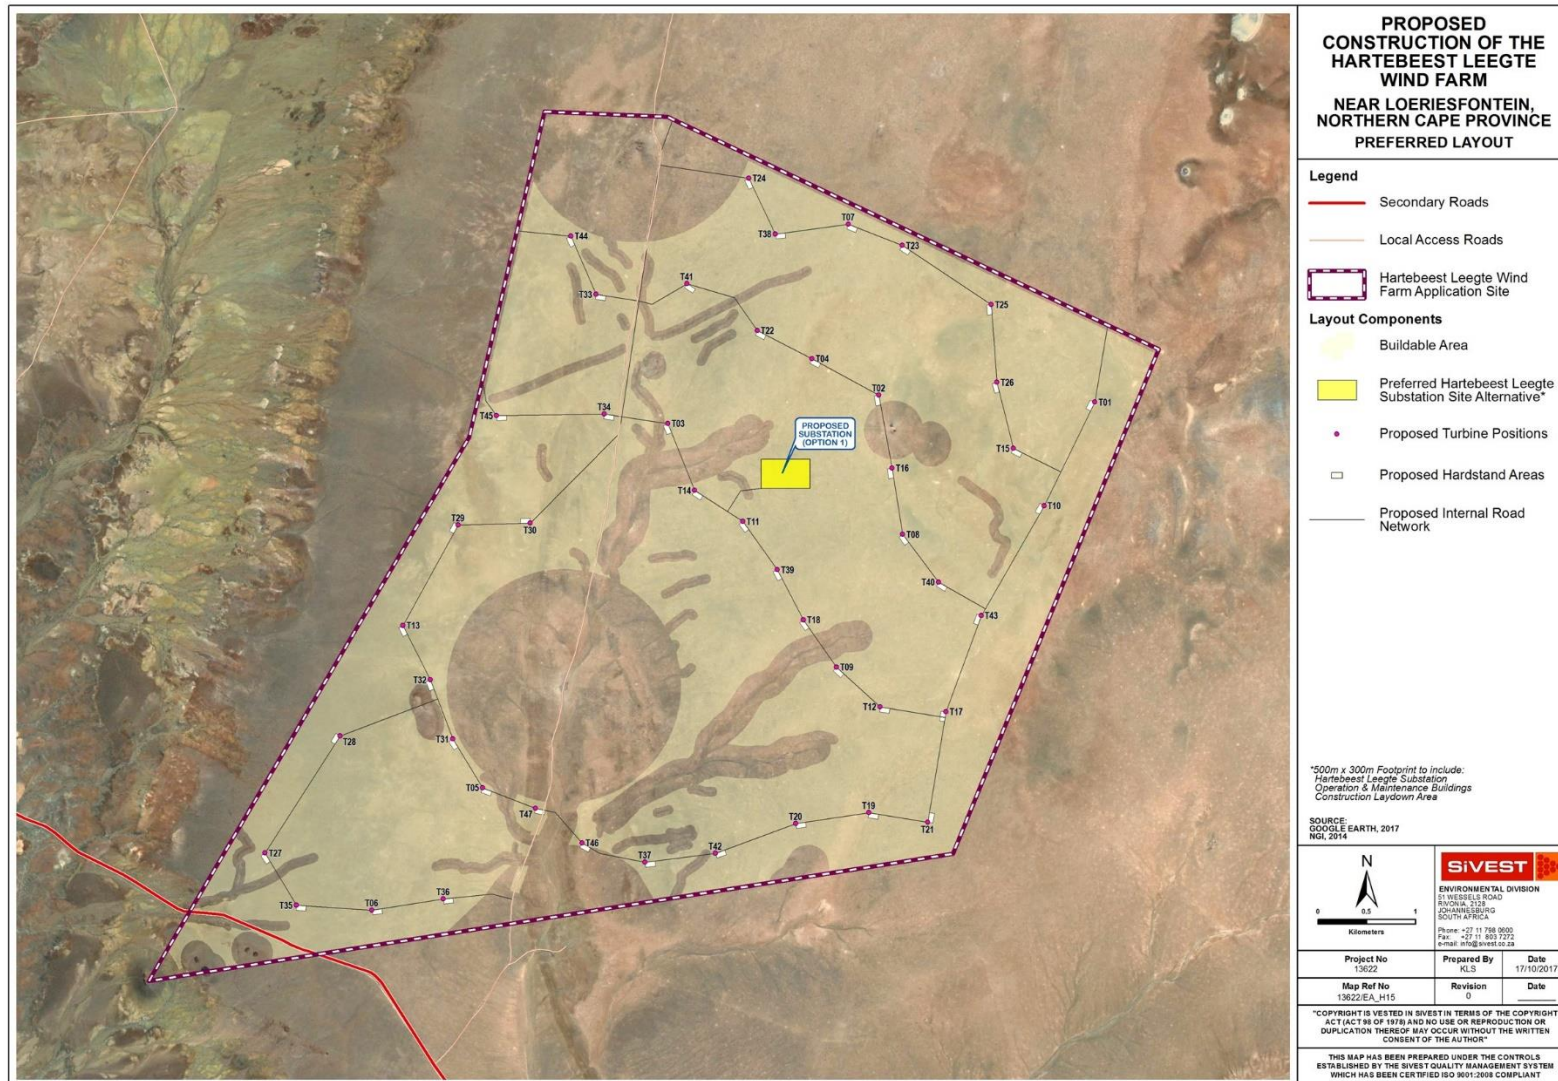 PROPOSED
CONSTRUCTION OF THE
HARTEBEEST LEEGTE
WIND FARM
NEAR LOERIESFONTEIN,
NORTHERN CAPE PROVINCE
PREFERRED LAYOUT
Legend
Secondary Roads
Local Access Roads
Hartebeest Leegte Wind
Farm Application Site
Layout Components
Buildable Area
Preferred Hartebeest Leegte
Substation Site Alternative*
Proposed Turbine Positions
Proposed Hardstand Areas
Proposed Internal Road
Network
*500m x 300m Footprint to include:
Hartebeest Leegte Substation
Operation & Maintenance Buildings
Construction Laydown Area
SOURCE:
GOOGLE EARTH, 2017
NGI, 2014
N
0 0.5 1
Kilometers
SiVEST
ENVIRONMENTAL DIVISION
51 WESSELS ROAD
RIVONIA, 2128
JOHANNESBURG
SOUTH AFRICA
Phone: +27 11 798 0600
Fax: +27 11 803 7272
e-mail: info@sivest.co.za
Project No
13622
Prepared By
KLS
Date
17/10/2017
Map Ref No
13622/EA_H15
Revision
0
Date
"COPYRIGHT IS VESTED IN SIVEST IN TERMS OF THE COPYRIGHT
ACT (ACT 98 OF 1978) AND NO USE OR REPRODUCTION OR
DUPLICATION THEREOF MAY OCCUR WITHOUT THE WRITTEN
CONSENT OF THE AUTHOR"
THIS MAP HAS BEEN PREPARED UNDER THE CONTROLS
ESTABLISHED BY THE SIVEST QUALITY MANAGEMENT SYSTEM
WHICH HAS BEEN CERTIFIED ISO 9001:2008 COMPLIANT
T24
T07
T38
T44
T23
T41
T33
T25
T22
T04
T26
T02
T01
T34
T45
T03
PROPOSED
SUBSTATION
(OPTION 1)
T15
T16
T14
T10
T29
T30
T11
T08
T39
T40
T43
T18
T13
T09
T32
T12
T17
T28
T31
T05
T47
T19
T20
T21
T46
T27
T37
T42
T36
T35
T06